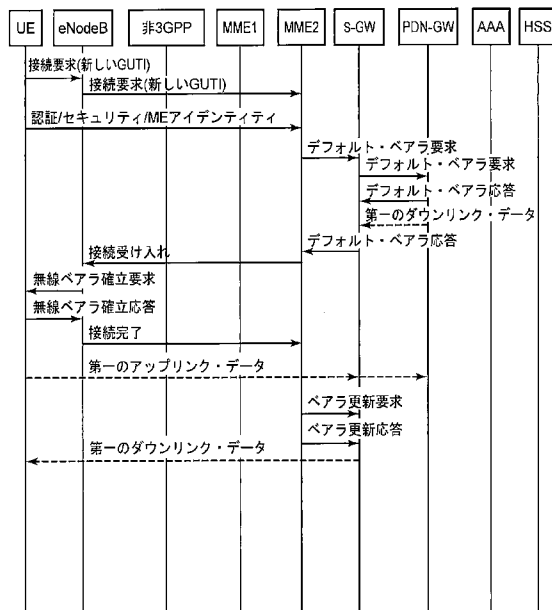 UE
eNodeB
非3GPP
MME1
MME2
S-GW
PDN-GW
AAA
HSS
接続要求(新しいGUTI)
接続要求(新しいGUTI)
認証/セキュリティ/MEアイデンティティ
デフォルト・ベアラ要求
デフォルト・ベアラ要求
デフォルト・ベアラ応答
第一のダウンリンク・データ
デフォルト・ベアラ応答
接続受け入れ
無線ベアラ確立要求
無線ベアラ確立応答
接続完了
第一のアップリンク・データ
ベアラ更新要求
ベアラ更新応答
第一のダウンリンク・データ